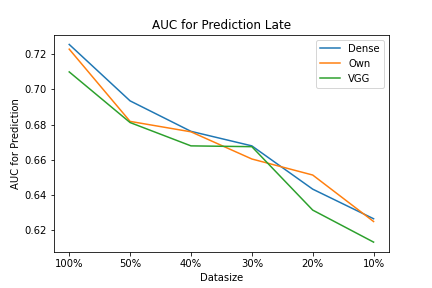 AUC for Prediction Late
Dense
Own
VGG
AUC for Prediction
0.72
0.70
0.68
0.66
0.64
0.62
100% 50% 40% 30% 20% 10%
Datasize